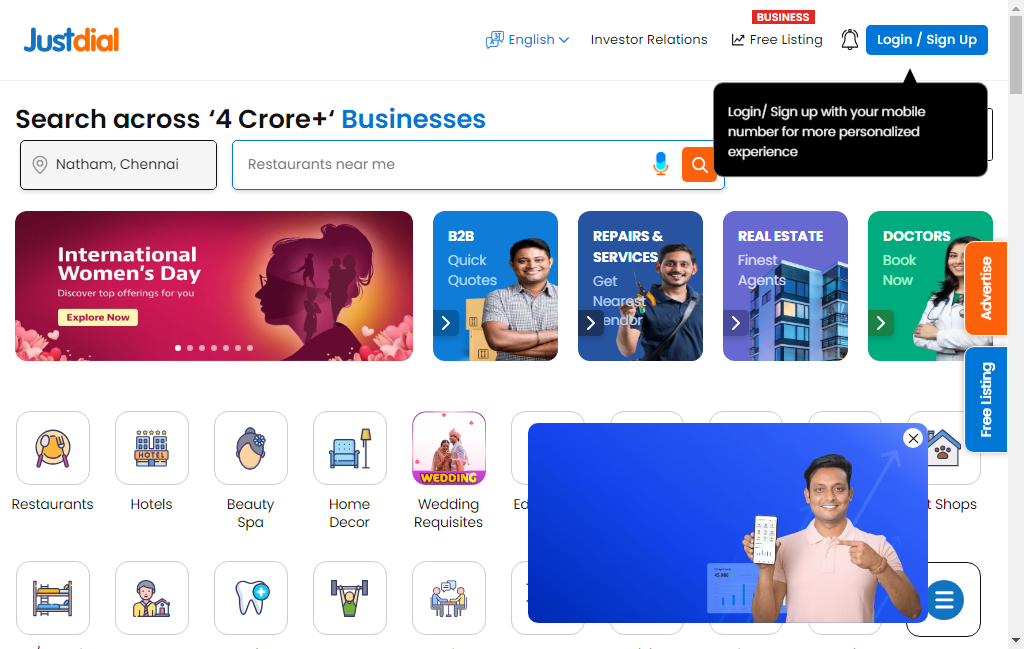 Justdial
English
Investor Relations
BUSINESS
Free Listing
Login / Sign Up
Login/ Sign up with your mobile
number for more personalized
experience
Search across ‘4 Crore+‘ Businesses
Natham, Chennai
Restaurants near me
International
Women's Day
Discover top offerings for you
Explore Now
B2B
Quick
Quotes
REPAIRS &
SERVICES
Get
Nearest
Vendor
REAL ESTATE
Finest
Agents
DOCTORS
Book
Now
Advertise
Free Listing
HOTEL
WEDDING
Restaurants
Hotels
Beauty
Spa
Home
Decor
Wedding
Requisites
Ed
t Shops